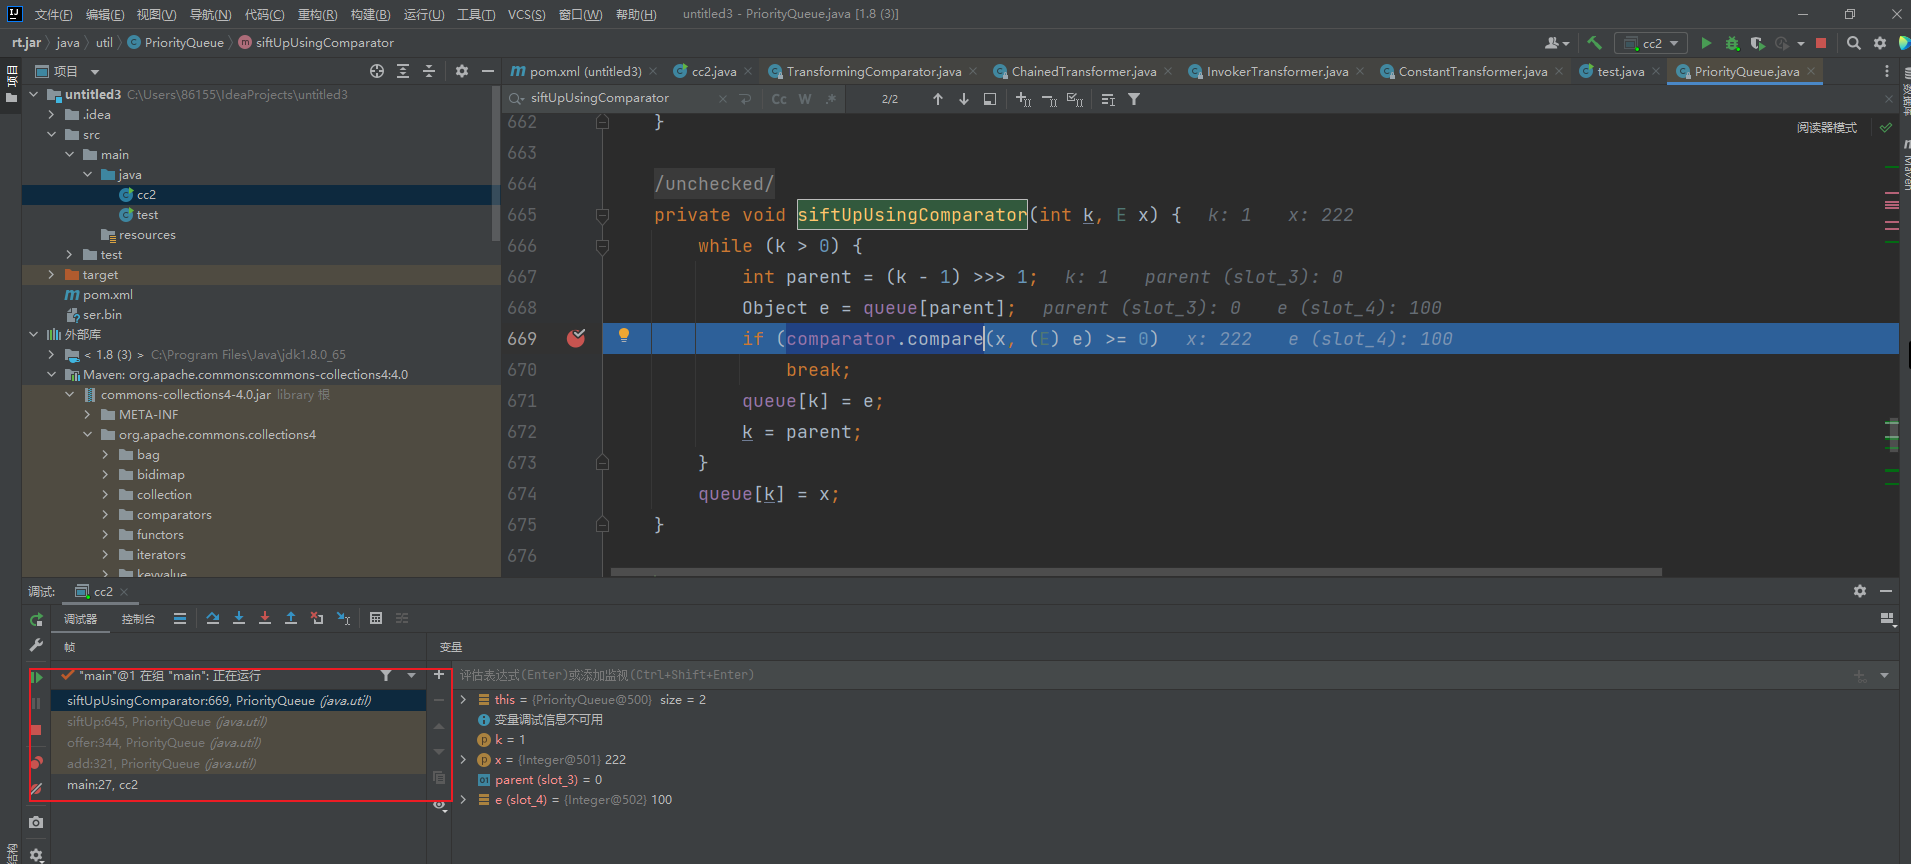 文件(F) 编辑(E) 视图(V) 导航(N) 代码(C) 重构(R) 构建(B) 运行(U) 工具(T) VCS(S) 窗口(W) 帮助(H) untitled3 - PriorityQueue.java [1.8 (3)]
rt.jar java util PriorityQueue siftUpUsingComparator cc2
项目
项目
pom.xml (untitled3) cc2.java TransformingComparator.java ChainedTransformer.java InvokerTransformer.java ConstantTransformer.java test.java PriorityQueue.java
siftUpUsingComparator Cc W .* 2/2
untitled3 C:\Users\86155\IdeaProjects\untitled3
.idea
src
main
java
cc2
test
resources
test
target
pom.xml
ser.bin
外部库
< 1.8 (3) > C:\Program Files\Java\jdk1.8.0_65
Maven: org.apache.commons:commons-collections4:4.0
commons-collections4-4.0.jar library 根
META-INF
org.apache.commons.collections4
bag
bidimap
collection
comparators
functors
iterators
keyvalue
阅读器模式
数据库
Maven
662 }
663
664 /unchecked/
665 private void siftUpUsingComparator(int k, E x) { k: 1 x: 222
666 while (k > 0) {
667 int parent = (k - 1) >>> 1; k: 1 parent (slot_3): 0
668 Object e = queue[parent]; parent (slot_3): 0 e (slot_4): 100
669 if (comparator.compare(x, (E) e) >= 0) x: 222 e (slot_4): 100
670 break;
671 queue[k] = e;
672 k = parent;
673 }
674 queue[k] = x;
675 }
676
调试: cc2
调试器 控制台
帧
变量
"main"@1 在组 "main": 正在运行
siftUpUsingComparator:669, PriorityQueue (java.util)
siftUp:645, PriorityQueue (java.util)
offer:344, PriorityQueue (java.util)
add:321, PriorityQueue (java.util)
main:27, cc2
评估表达式(Enter)或添加监视(Ctrl+Shift+Enter)
this = {PriorityQueue@500} size = 2
变量调试信息不可用
k = 1
x = {Integer@501} 222
parent (slot_3) = 0
e (slot_4) = {Integer@502} 100
结构